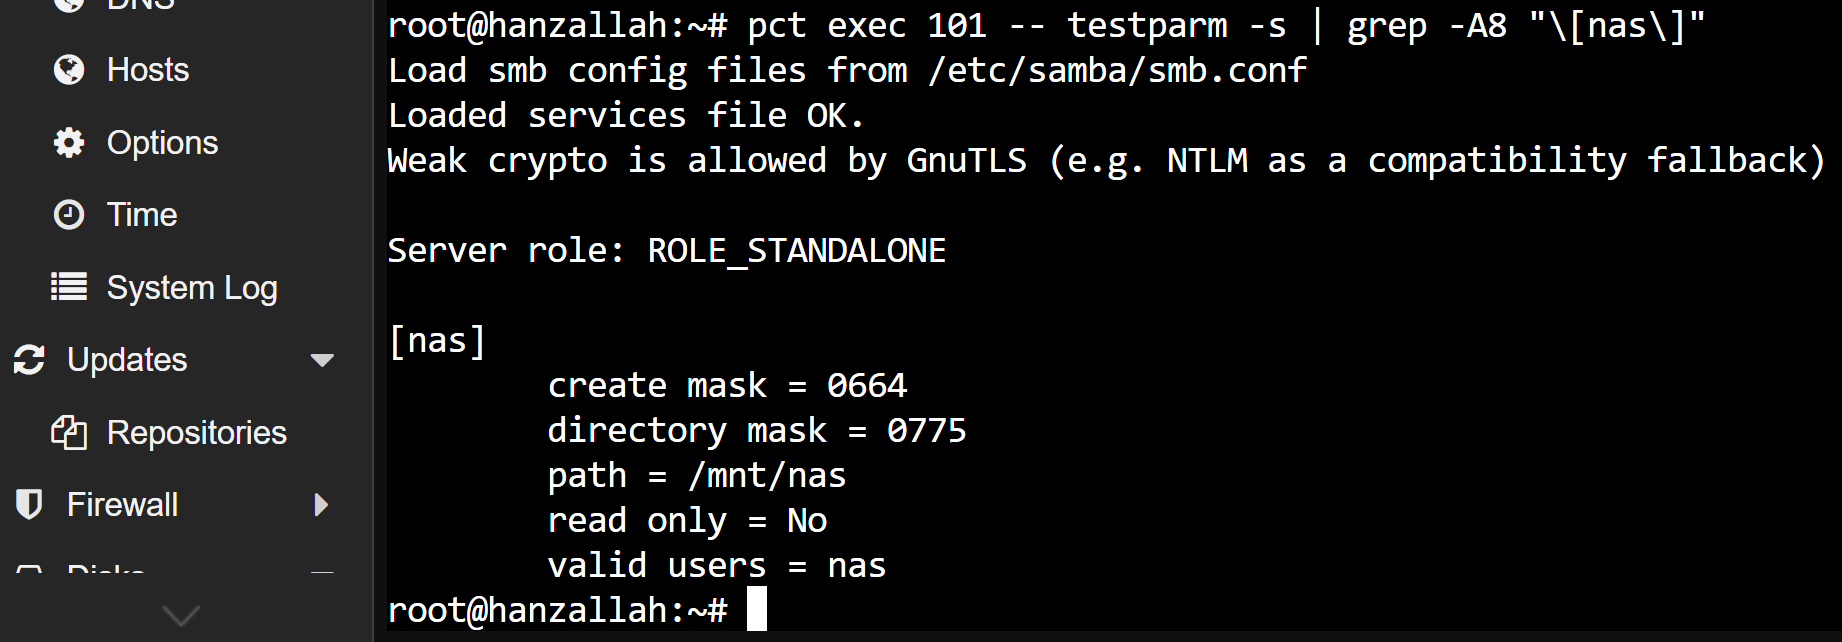 DNS
Hosts
Options
Time
System Log
Updates
Repositories
Firewall
Disks
root@hanzallah:~# pct exec 101 -- testparm -s | grep -A8 "\[nas\]"
Load smb config files from /etc/samba/smb.conf
Loaded services file OK.
Weak crypto is allowed by GnuTLS (e.g. NTLM as a compatibility fallback)
Server role: ROLE_STANDALONE
[nas]
create mask = 0664
directory mask = 0775
path = /mnt/nas
read only = No
valid users = nas
root@hanzallah:~#